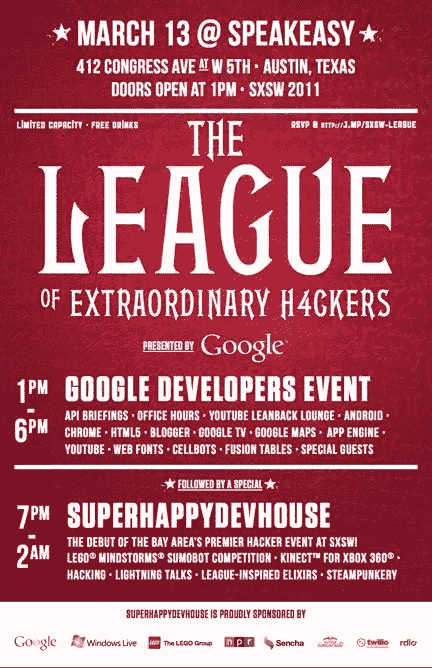 MARCH 13 @ SPEAKEASY
412 CONGRESS AVE AT W 5TH • AUSTIN, TEXAS
DOORS OPEN AT 1PM • SXSW 2011
LIMITED CAPACITY • FREE DRINKS
RSVP @ HTTP://J.MP/SXSW-LEAGUE
THE
LEAGUE
OF EXTRAORDINARY H4CKERS
PRESENTED BY Google
1PM - 6PM
GOOGLE DEVELOPERS EVENT
API BRIEFINGS • OFFICE HOURS • YOUTUBE LEANBACK LOUNGE • ANDROID •
CHROME • HTML5 • BLOGGER • GOOGLE TV • GOOGLE MAPS • APP ENGINE •
YOUTUBE • WEB FONTS • CELLBOTS • FUSION TABLES • SPECIAL GUESTS
FOLLOWED BY A SPECIAL
7PM - 2AM
SUPERHAPPYDEVHOUSE
THE DEBUT OF THE BAY AREA'S PREMIER HACKER EVENT AT SXSW!
LEGO® MINDSTORMS® SUMOBOT COMPETITION • KINECT™ FOR XBOX 360® •
HACKING • LIGHTNING TALKS • LEAGUE-INSPIRED ELIXIRS • STEAMPUNKERY
SUPERHAPPYDEVHOUSE IS PROUDLY SPONSORED BY
Google Windows Live LEGO The LEGO Group npr Sencha twilio rdio